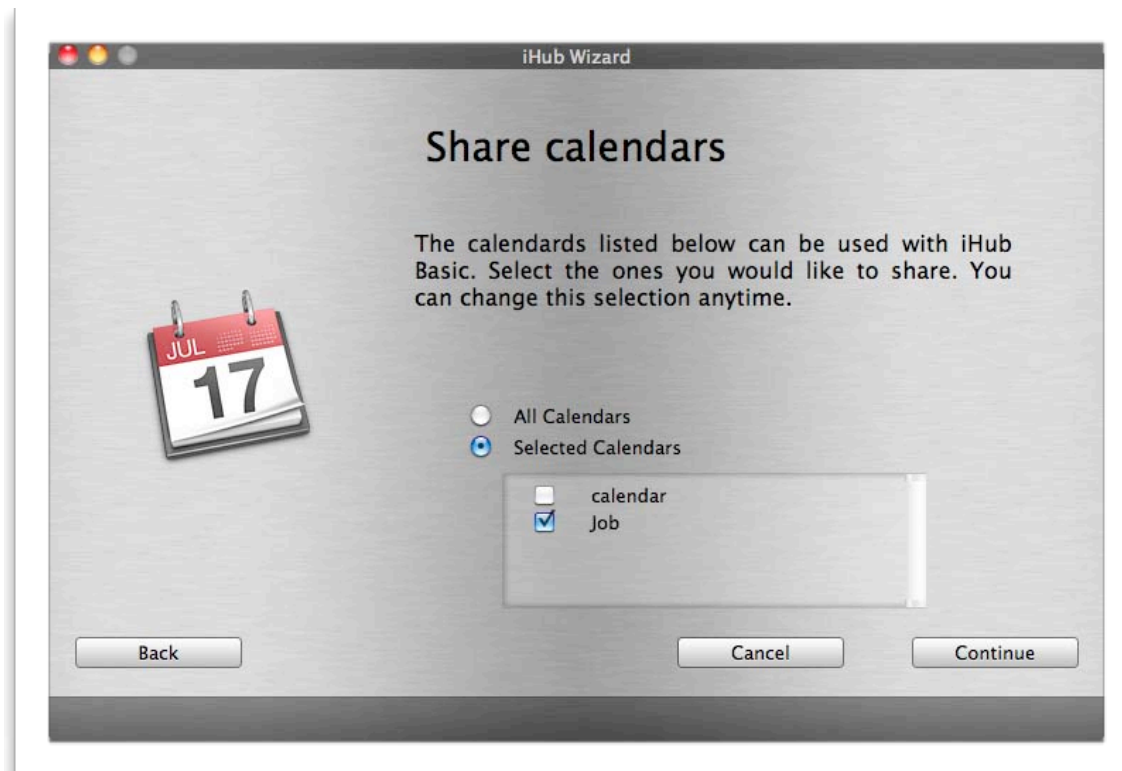 iHub Wizard
Share calendars
The calendards listed below can be used with iHub
Basic. Select the ones you would like to share. You
can change this selection anytime.
JUL
17
All Calendars
Selected Calendars
calendar
Job
Back
Cancel
Continue